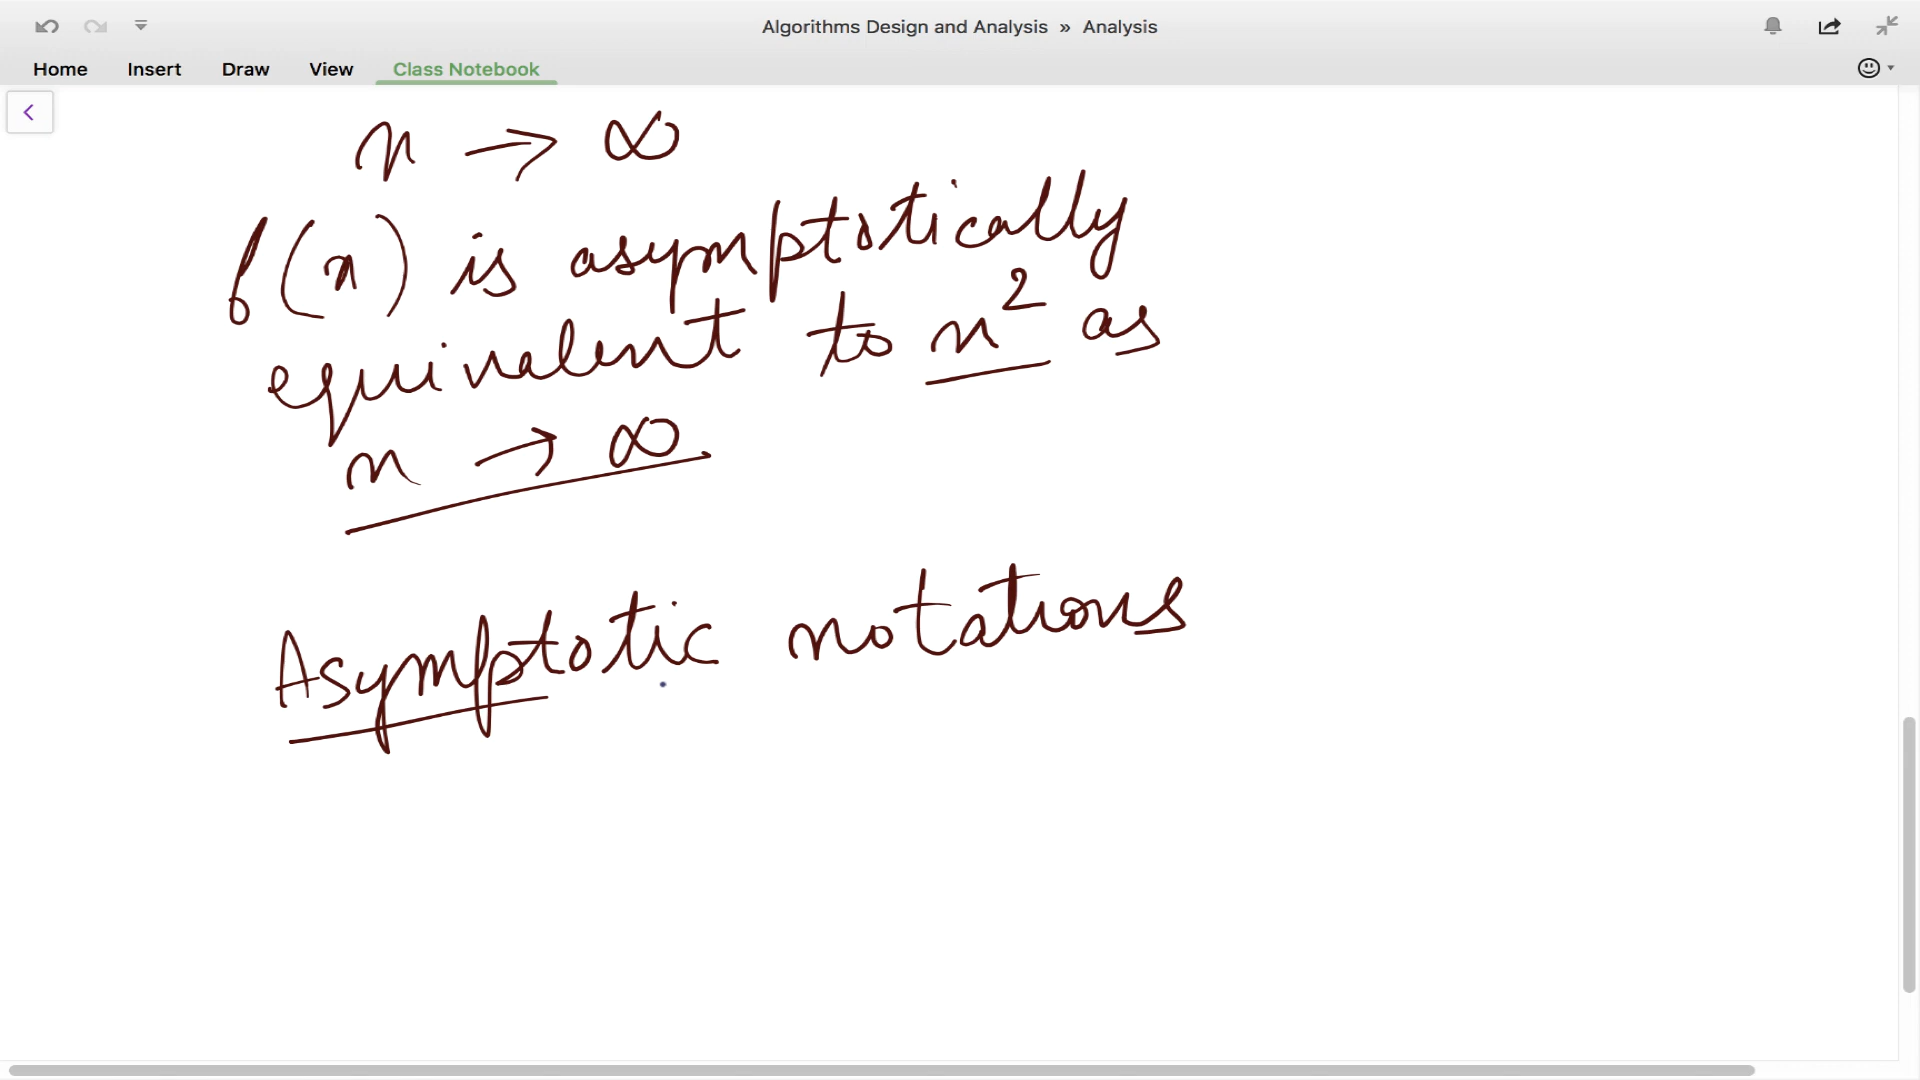 Algorithms Design and Analysis » Analysis
Home Insert Draw View Class Notebook
n → ∞
f(n) is asymptotically
equivalent to n² as
n → ∞.
Asymptotic notations